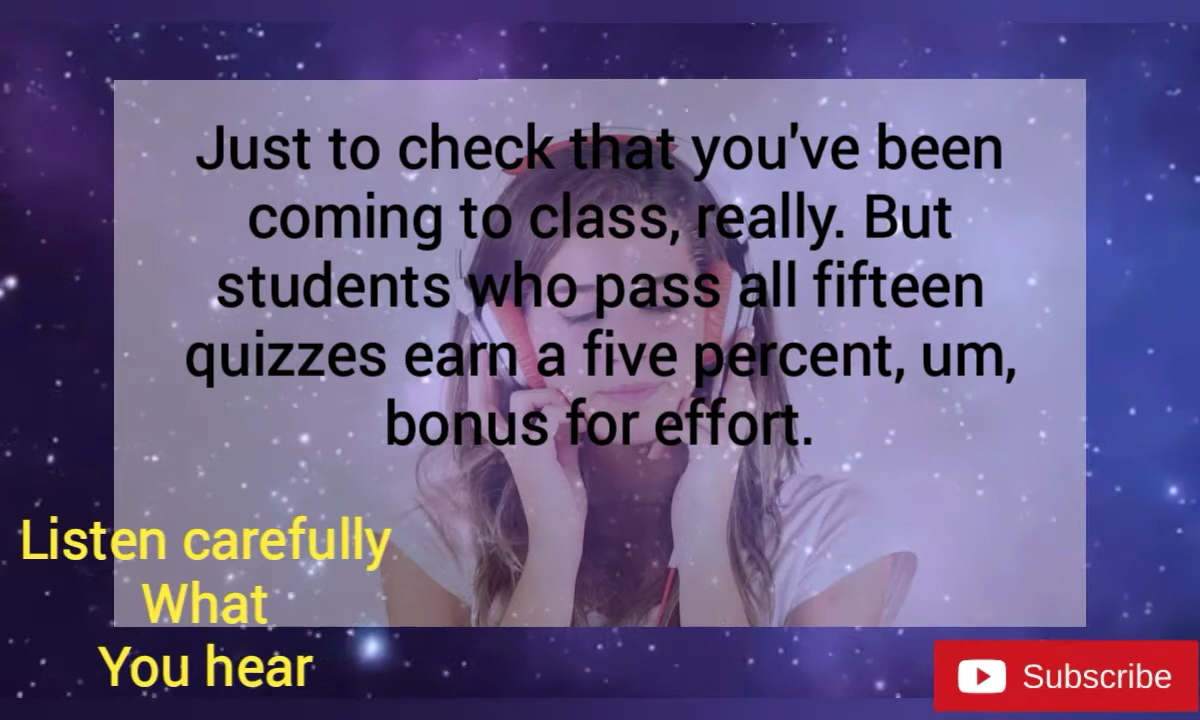 Just to check that you've been
coming to class, really. But
students who pass all fifteen
quizzes earn a five percent, um,
bonus for effort.
Listen carefully
What
You hear
Subscribe